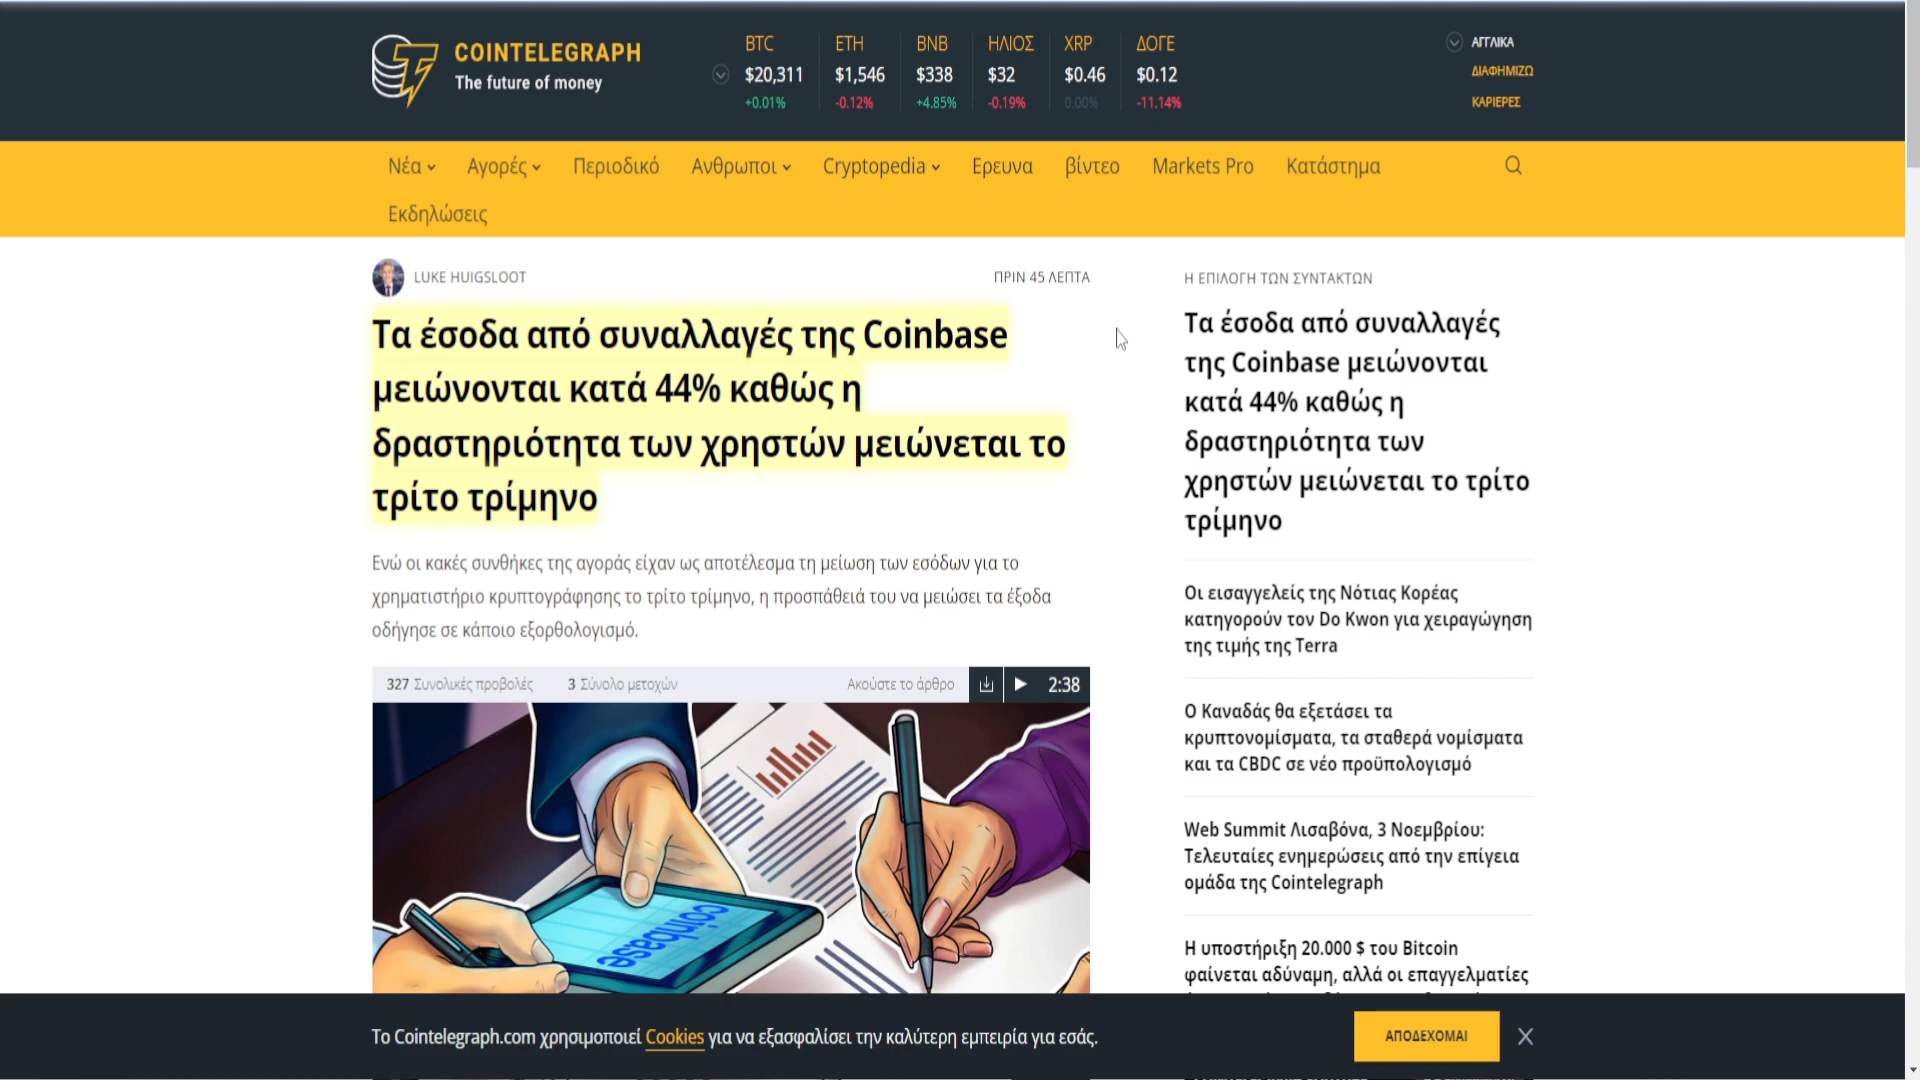 COINTELEGRAPH
The future of money
BTC ETH BNB ΗΛΙΟΣ XRP ΔΟΓΕ
$20,311 $1,546 $338 $32 $0.46 $0.12
+0.01% -0.12% +4.85% -0.19% 0.00% -11.14%
ΑΓΓΛΙΚΑ
ΔΙΑΦΗΜΙΖΩ
ΚΑΡΙΕΡΕΣ
Νέα Αγορές Περιοδικό Ανθρωποι Cryptopedia Ερευνα βίντεο Markets Pro Κατάστημα
Εκδηλώσεις
LUKE HUIGSLOOT ΠΡΙΝ 45 ΛΕΠΤΑ
Τα έσοδα από συναλλαγές της Coinbase
μειώνονται κατά 44% καθώς η
δραστηριότητα των χρηστών μειώνεται το
τρίτο τρίμηνο
Ενώ οι κακές συνθήκες της αγοράς είχαν ως αποτέλεσμα τη μείωση των εσόδων για το
χρηματιστήριο κρυπτογράφησης το τρίτο τρίμηνο, η προσπάθειά του να μειώσει τα έξοδα
οδήγησε σε κάποιο εξορθολογισμό.
327 Συνολικές προβολές 3 Σύνολο μετοχών Ακούστε το άρθρο 2:38
coinbase
Η ΕΠΙΛΟΓΗ ΤΩΝ ΣΥΝΤΑΚΤΩΝ
Τα έσοδα από συναλλαγές
της Coinbase μειώνονται
κατά 44% καθώς η
δραστηριότητα των
χρηστών μειώνεται το τρίτο
τρίμηνο
Οι εισαγγελείς της Νότιας Κορέας
κατηγορούν τον Do Kwon για χειραγώγηση
της τιμής της Terra
Ο Καναδάς θα εξετάσει τα
κρυπτονομίσματα, τα σταθερά νομίσματα
και τα CBDC σε νέο προϋπολογισμό
Web Summit Λισαβόνα, 3 Νοεμβρίου:
Τελευταίες ενημερώσεις από την επίγεια
ομάδα της Cointelegraph
Η υποστήριξη 20.000 $ του Bitcoin
φαίνεται αδύναμη, αλλά οι επαγγελματίες
Το Cointelegraph.com χρησιμοποιεί Cookies για να εξασφαλίσει την καλύτερη εμπειρία για εσάς.
ΑΠΟΔΕΧΟΜΑΙ